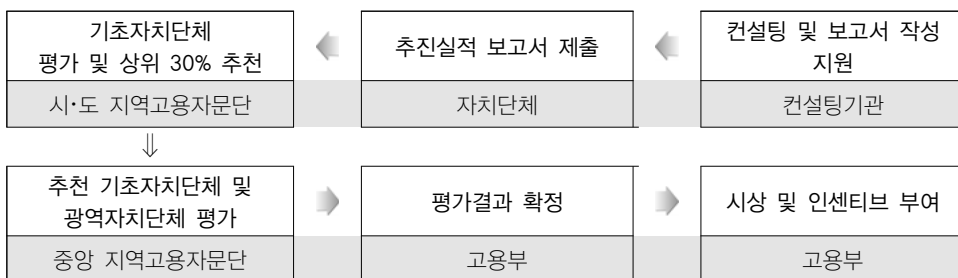 기초자치단체
평가 및 상위 30% 추천
시·도 지역고용자문단
추진실적 보고서 제출
자치단체
컨설팅 및 보고서 작성
지원
컨설팅기관
⇓
추천 기초자치단체 및
광역자치단체 평가
중앙 지역고용자문단
평가결과 확정
고용부
시상 및 인센티브 부여
고용부